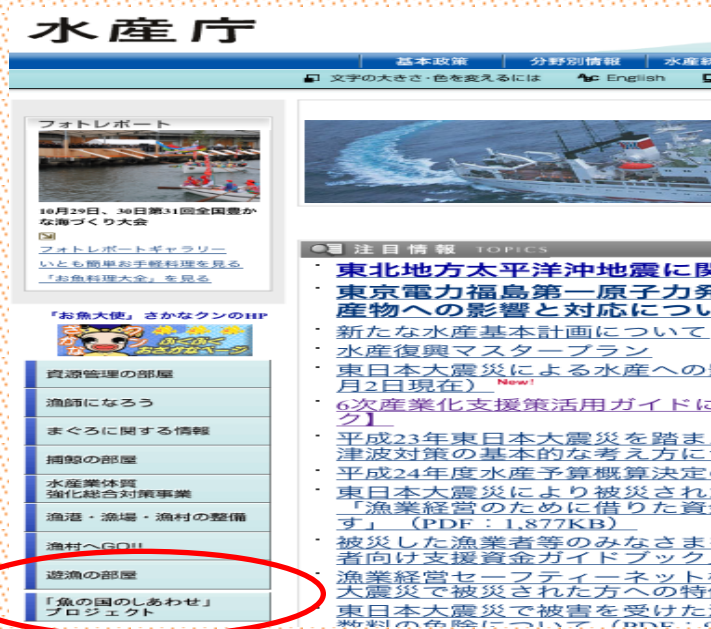 水産庁
基本政策
分野別情報
文字の大きさ・色を変えるには
English
フォトレポート
10月29日、30日第31回全国豊か
な海づくり大会
フォトレポートギャラリー
いとも簡単お手軽料理を見る
「お魚料理大全」を見る
「お魚大使」さかなクンのHP
資源管理の部屋
漁師になろう
まぐろに関する情報
捕鯨の部屋
水産業体質
強化総合対策事業
漁港・漁場・漁村の整備
漁村へGO!!
遊漁の部屋
「魚の国のしあわせ」
プロジェクト
注目情報 TOPICS
東北地方太平洋沖地震に関
東京電力福島第一原子力発
産物への影響と対応につい
新たな水産基本計画について
水産復興マスタープラン
東日本大震災による水産への
月2日現在) New!
6次産業化支援策活用ガイドに
ク】
平成23年東日本大震災を踏ま
津波対策の基本的な考え方に
平成24年度水産予算概算決定
東日本大震災により被災され
「漁業経営のために借りた資
す」 (PDF:1,877KB)
被災した漁業者等のみなさま
者向け支援資金ガイドブック
漁業経営セーフティーネット
大震災で被災された方への特
東日本大震災で被害を受けた